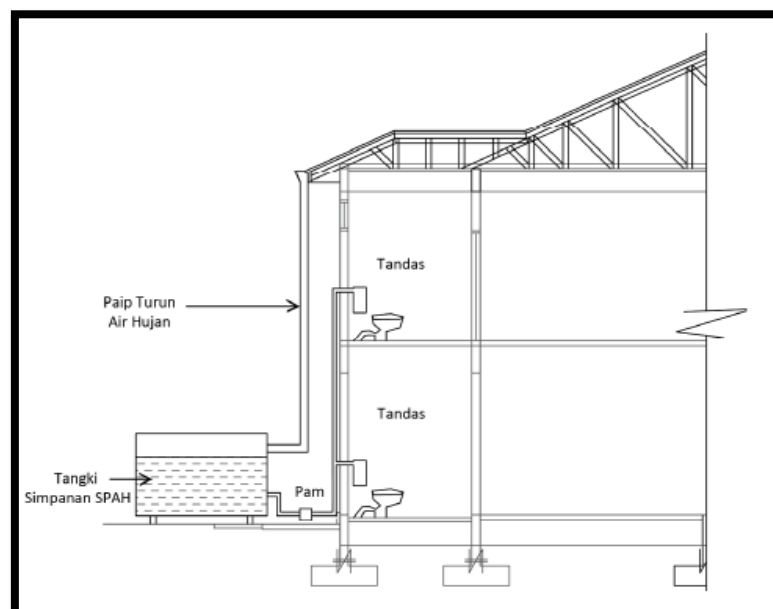 Tandas
Paip Turun
Air Hujan
Tandas
Tangki
Simpanan SPAH
Pam